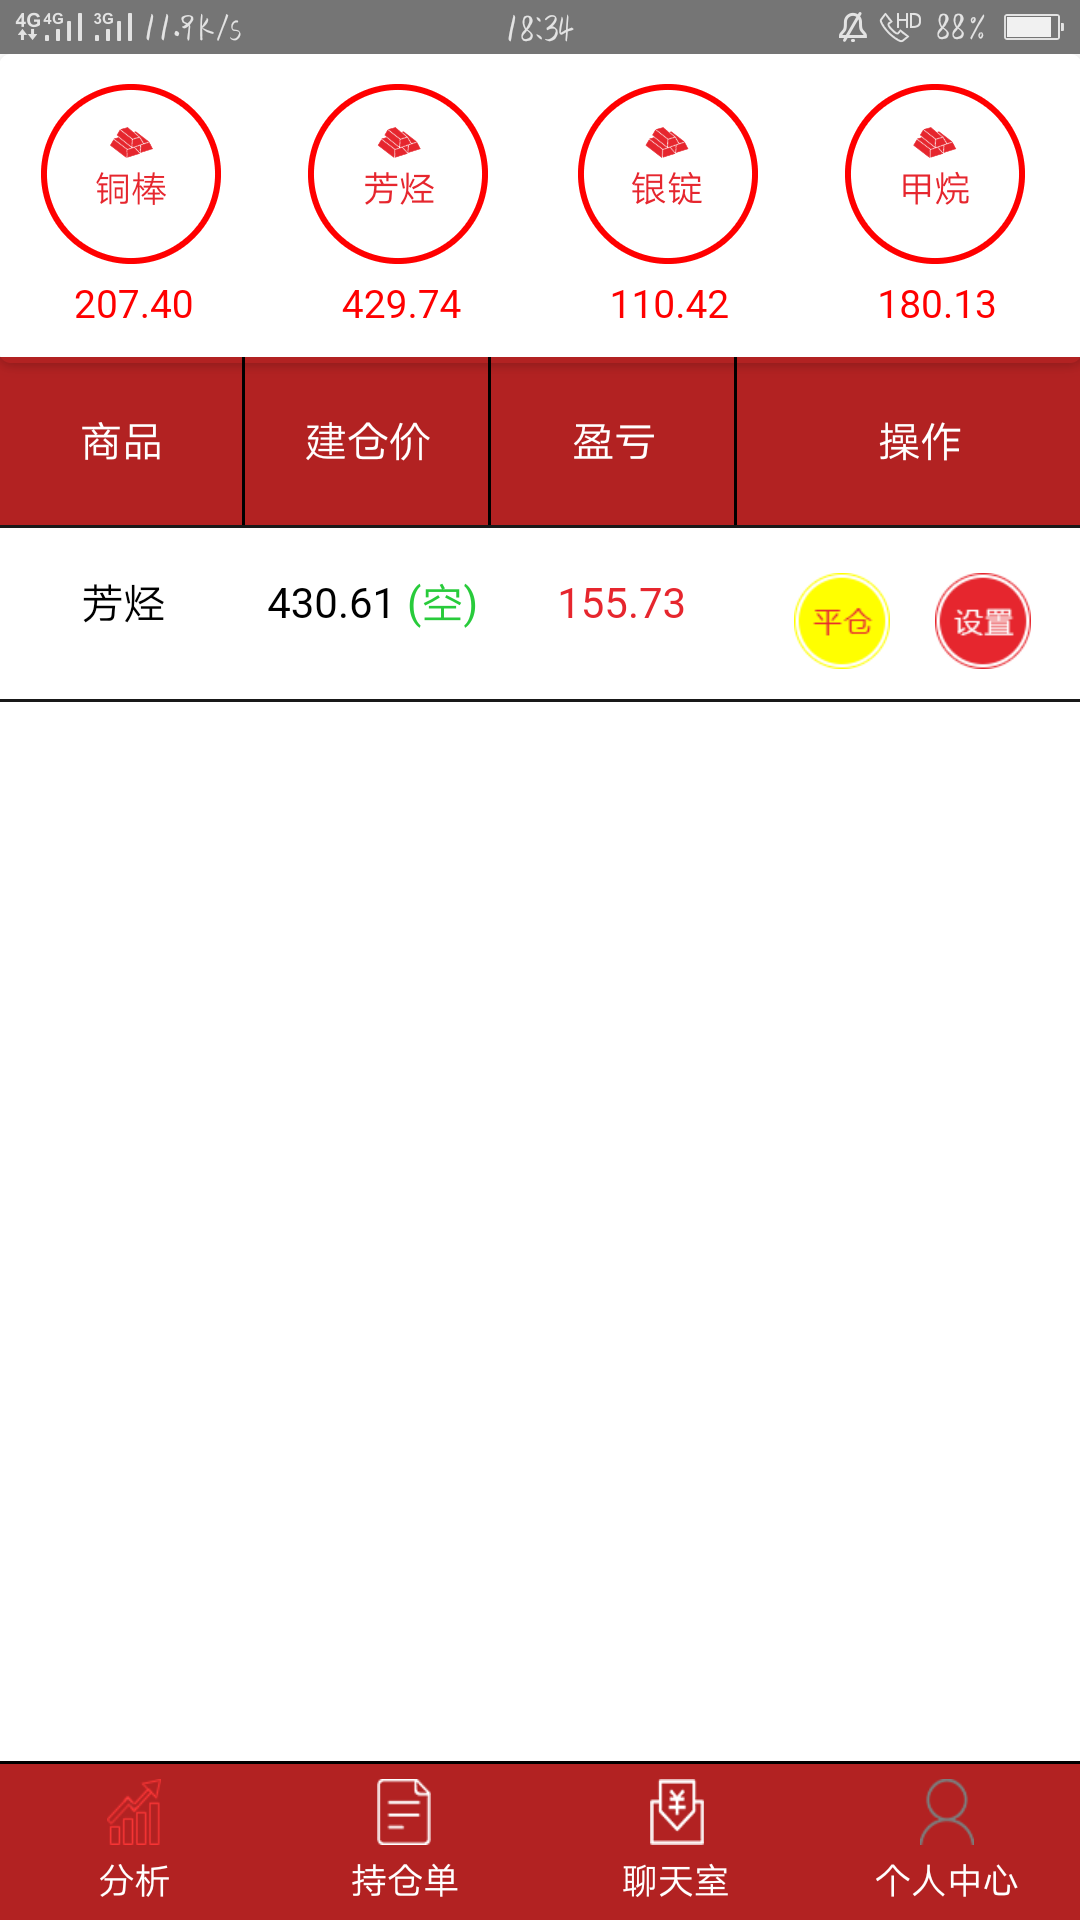 4G 4G 3G 11.9K/s 18:34 HD 88%
铜棒 芳烃 银锭 甲烷
207.40 429.74 110.42 180.13
商品 建仓价 盈亏 操作
芳烃 430.61 (空) 155.73 平仓 设置
分析 持仓单 聊天室 个人中心